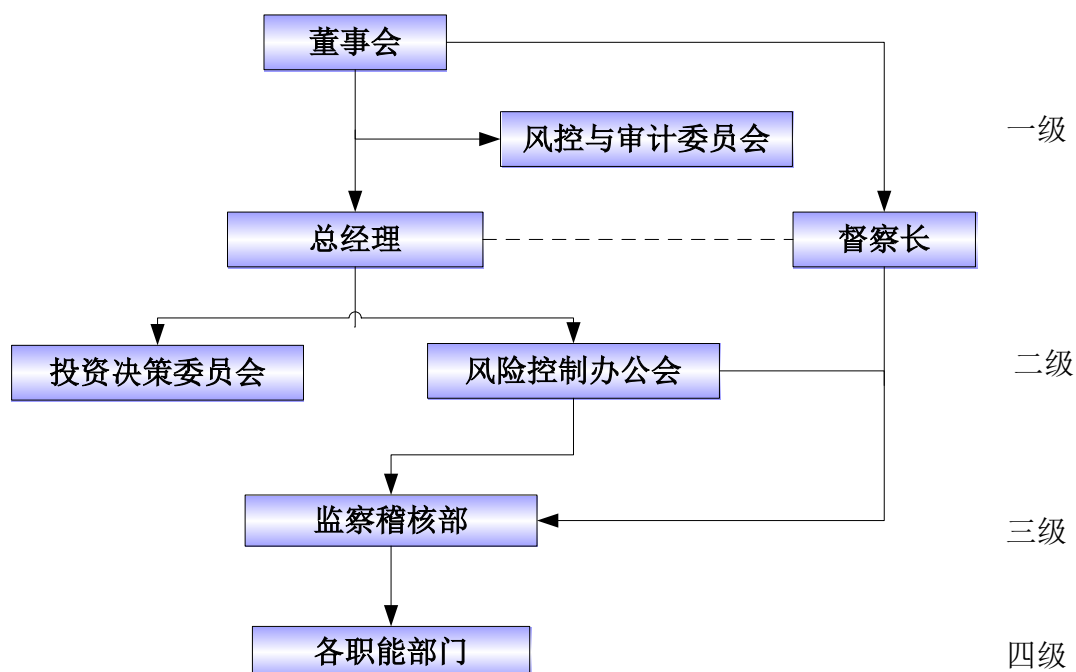 董事会
风控与审计委员会
一级
总经理
督察长
投资决策委员会
风险控制办公会
二级
监察稽核部
三级
各职能部门
四级